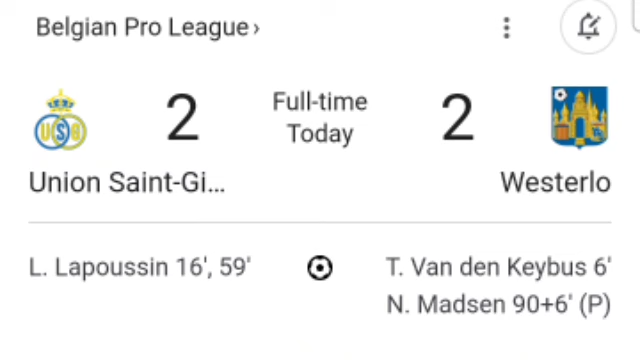 Belgian Pro League ›
2 Full-time 2
Today
Union Saint-Gi... Westerlo
L. Lapoussin 16', 59' T. Van den Keybus 6'
N. Madsen 90+6' (P)